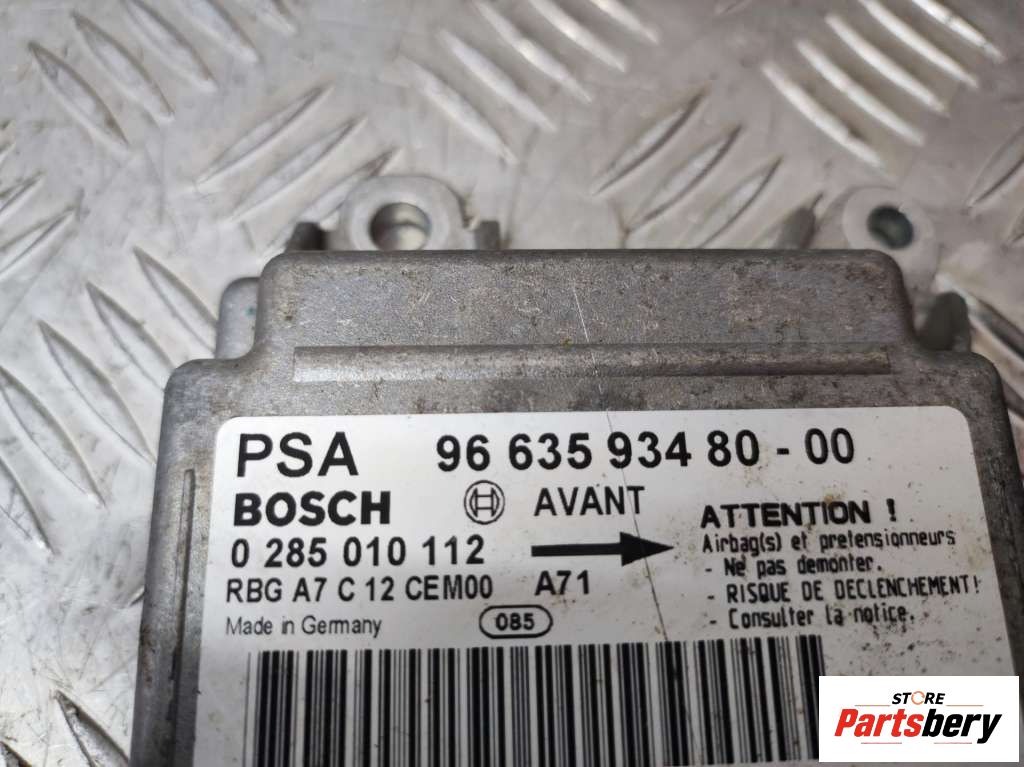 PSA 96 635 934 80 - 00
BOSCH AVANT
0 285 010 112
RBG A7 C 12 CEM00 A71
Made in Germany 085
ATTENTION !
Airbag(s) et pretensionneurs
- Ne pas demonter.
- RISQUE DE DECLENCHEMENT!
- Consulter la notice.
STORE
Partsbery